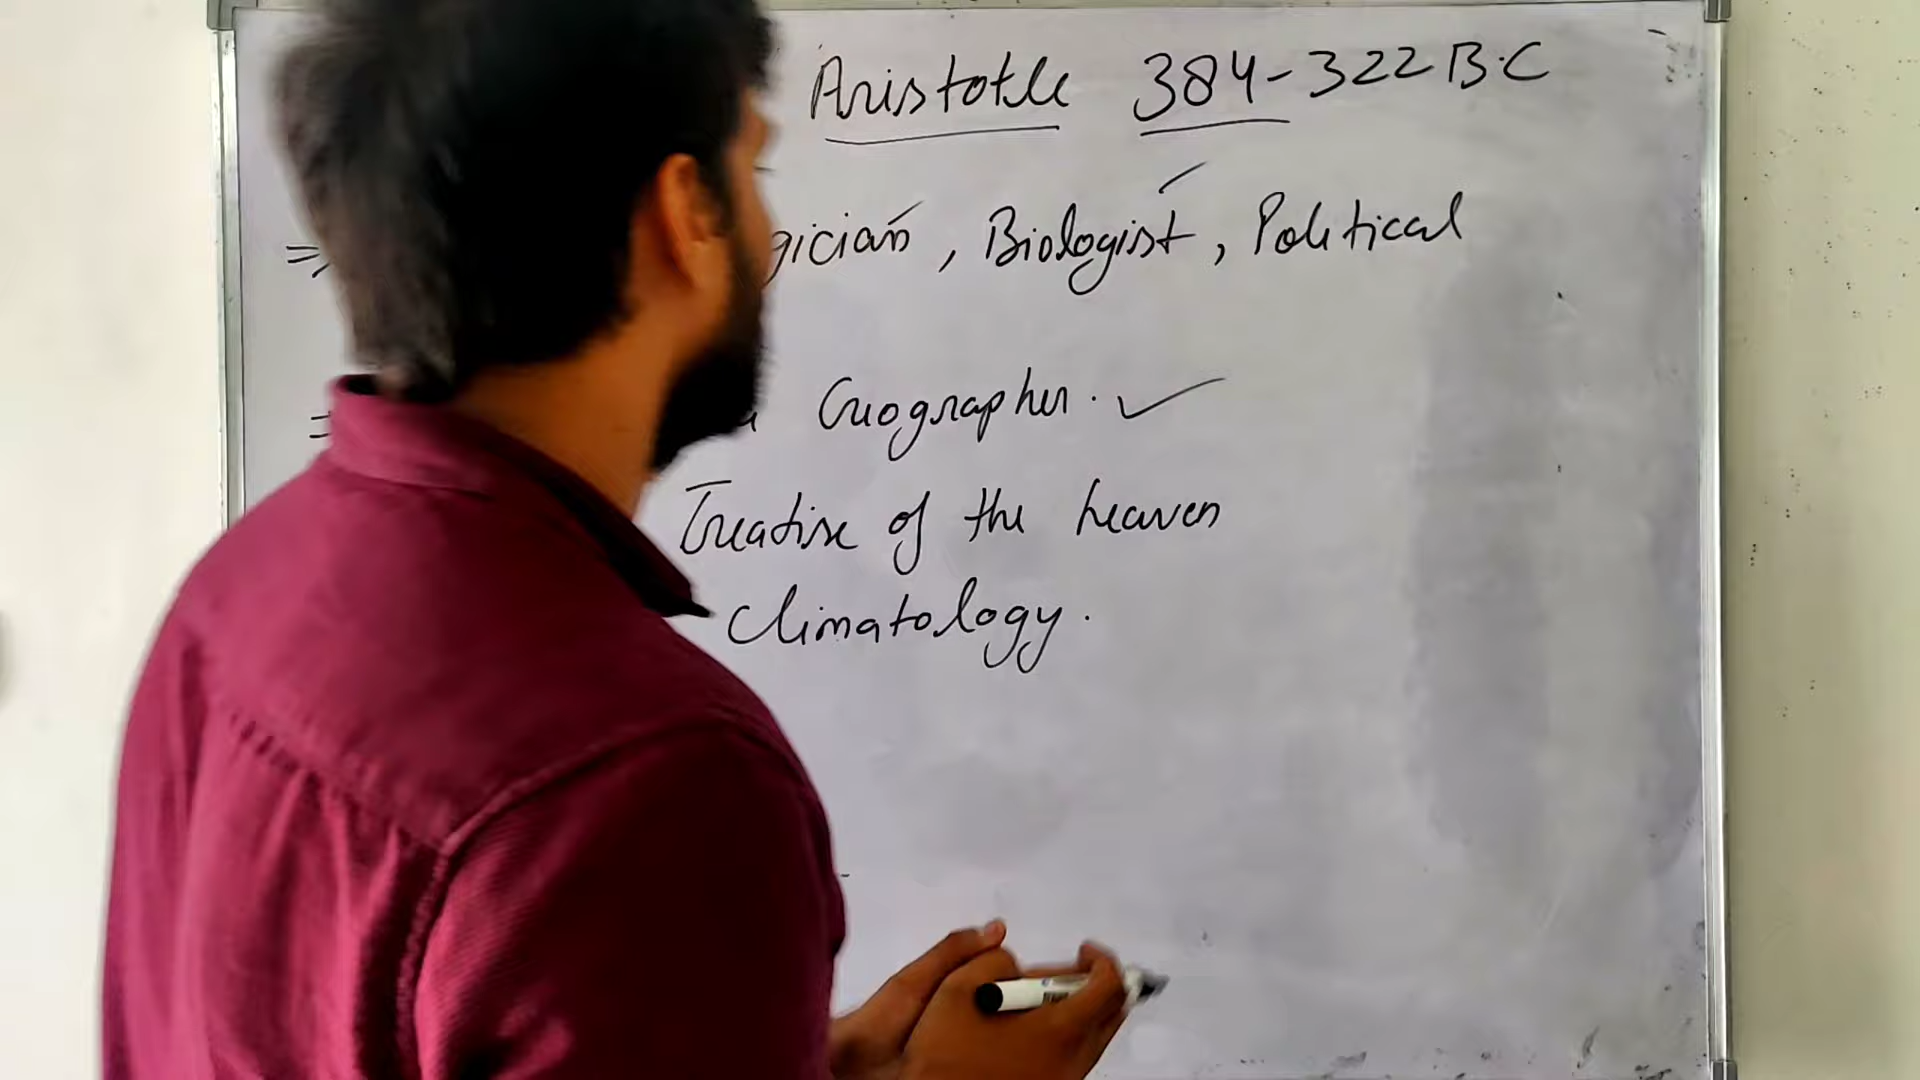 Aristotle 384-322 B.C
⇒ gician, Biologist, Political
Geographer.
Treatise of the heaven
Climatology.